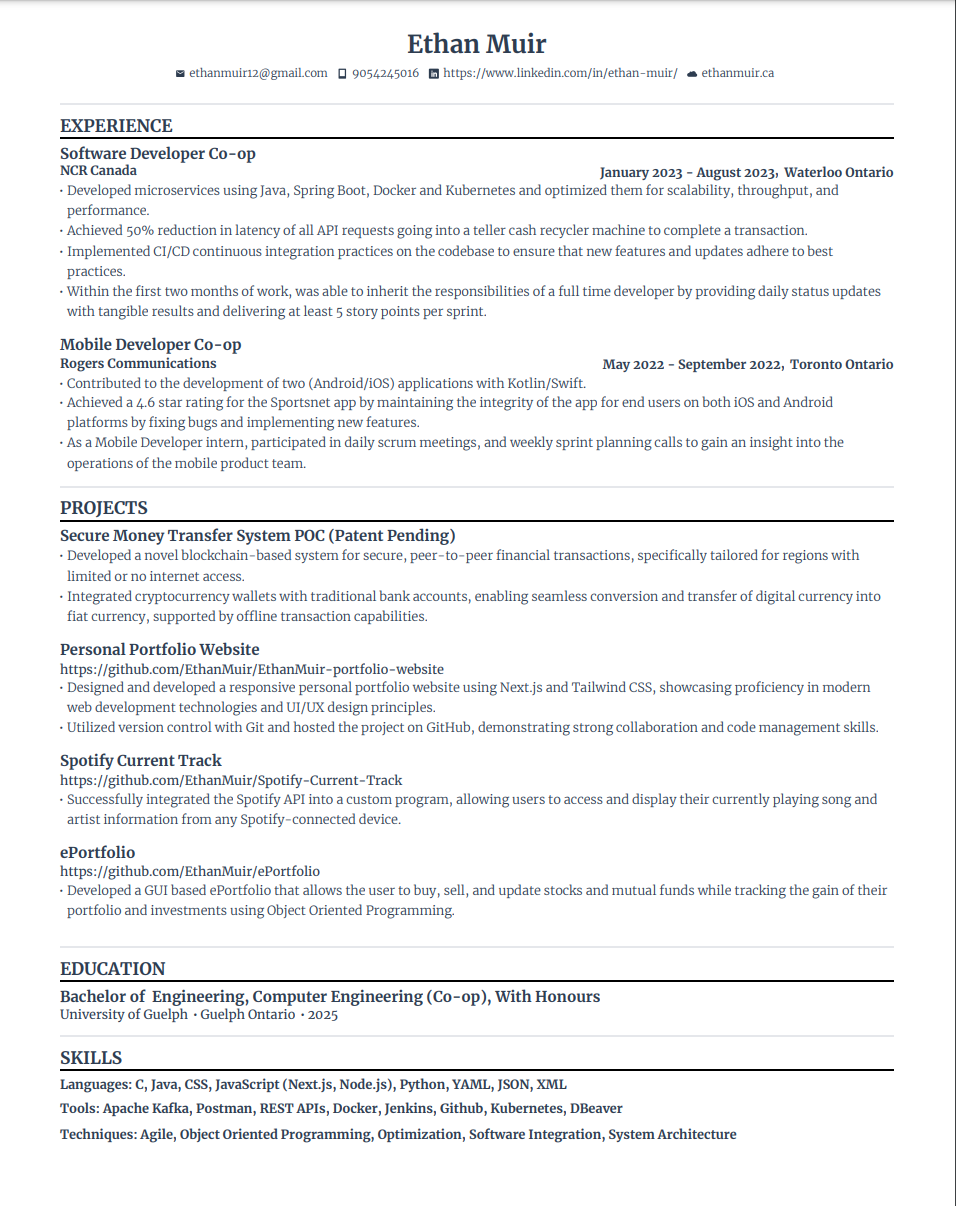 Ethan Muir
ethanmuir12@gmail.com 9054245016 https://www.linkedin.com/in/ethan-muir/ ethanmuir.ca
EXPERIENCE
Software Developer Co-op
NCR Canada January 2023 - August 2023, Waterloo Ontario
· Developed microservices using Java, Spring Boot, Docker and Kubernetes and optimized them for scalability, throughput, and
performance.
· Achieved 50% reduction in latency of all API requests going into a teller cash recycler machine to complete a transaction.
· Implemented CI/CD continuous integration practices on the codebase to ensure that new features and updates adhere to best
practices.
· Within the first two months of work, was able to inherit the responsibilities of a full time developer by providing daily status updates
with tangible results and delivering at least 5 story points per sprint.
Mobile Developer Co-op
Rogers Communications May 2022 - September 2022, Toronto Ontario
· Contributed to the development of two (Android/iOS) applications with Kotlin/Swift.
· Achieved a 4.6 star rating for the Sportsnet app by maintaining the integrity of the app for end users on both iOS and Android
platforms by fixing bugs and implementing new features.
· As a Mobile Developer intern, participated in daily scrum meetings, and weekly sprint planning calls to gain an insight into the
operations of the mobile product team.
PROJECTS
Secure Money Transfer System POC (Patent Pending)
· Developed a novel blockchain-based system for secure, peer-to-peer financial transactions, specifically tailored for regions with
limited or no internet access.
· Integrated cryptocurrency wallets with traditional bank accounts, enabling seamless conversion and transfer of digital currency into
fiat currency, supported by offline transaction capabilities.
Personal Portfolio Website
https://github.com/EthanMuir/EthanMuir-portfolio-website
· Designed and developed a responsive personal portfolio website using Next.js and Tailwind CSS, showcasing proficiency in modern
web development technologies and UI/UX design principles.
· Utilized version control with Git and hosted the project on GitHub, demonstrating strong collaboration and code management skills.
Spotify Current Track
https://github.com/EthanMuir/Spotify-Current-Track
· Successfully integrated the Spotify API into a custom program, allowing users to access and display their currently playing song and
artist information from any Spotify-connected device.
ePortfolio
https://github.com/EthanMuir/ePortfolio
· Developed a GUI based ePortfolio that allows the user to buy, sell, and update stocks and mutual funds while tracking the gain of their
portfolio and investments using Object Oriented Programming.
EDUCATION
Bachelor of Engineering, Computer Engineering (Co-op), With Honours
University of Guelph · Guelph Ontario · 2025
SKILLS
Languages: C, Java, CSS, JavaScript (Next.js, Node.js), Python, YAML, JSON, XML
Tools: Apache Kafka, Postman, REST APIs, Docker, Jenkins, Github, Kubernetes, DBeaver
Techniques: Agile, Object Oriented Programming, Optimization, Software Integration, System Architecture